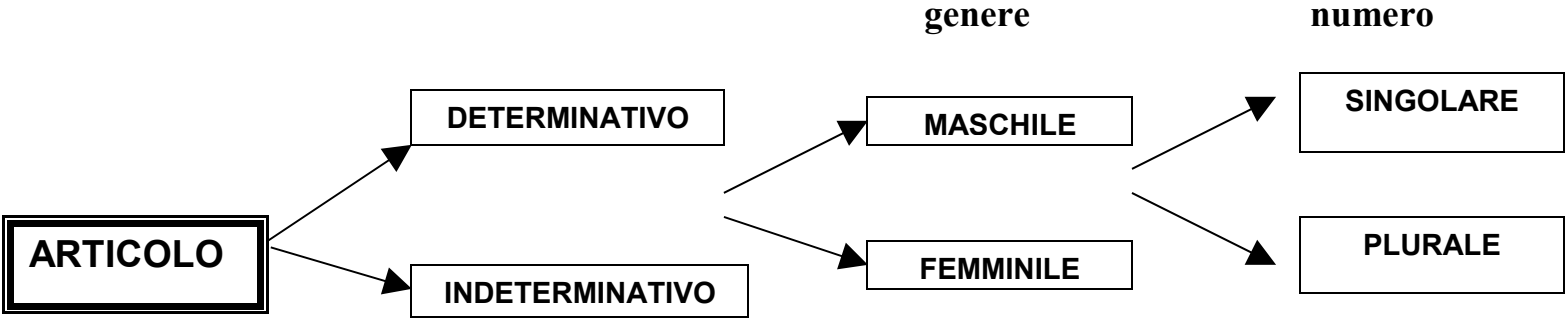 genere numero
DETERMINATIVO MASCHILE SINGOLARE
ARTICOLO
INDETERMINATIVO FEMMINILE PLURALE